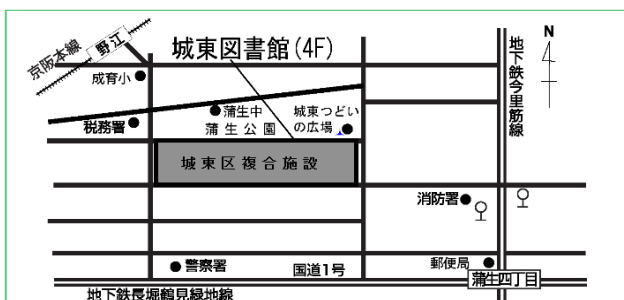 城東図書館(4F)
京阪本線
野江
成育小
地下鉄今里筋線
N
税務署
蒲生中
蒲生公園
城東つどい
の広場
城東区複合施設
消防署
警察署
国道1号
郵便局
蒲生四丁目
地下鉄長堀鶴見緑地線